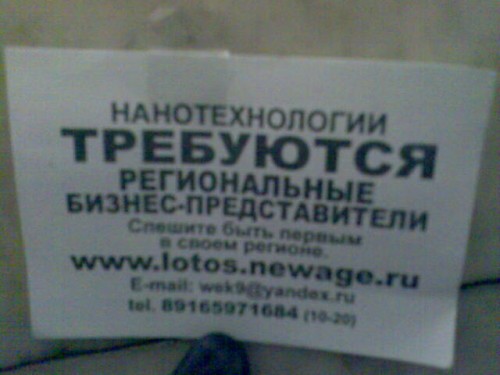 НАНОТЕХНОЛОГИИ
ТРЕБУЮТСЯ
РЕГИОНАЛЬНЫЕ
БИЗНЕС-ПРЕДСТАВИТЕЛИ
Спешите быть первым
в своем регионе.
www.lotos.newage.ru
E-mail: wek9@yandex.ru
tel. 89165971684 (10-20)